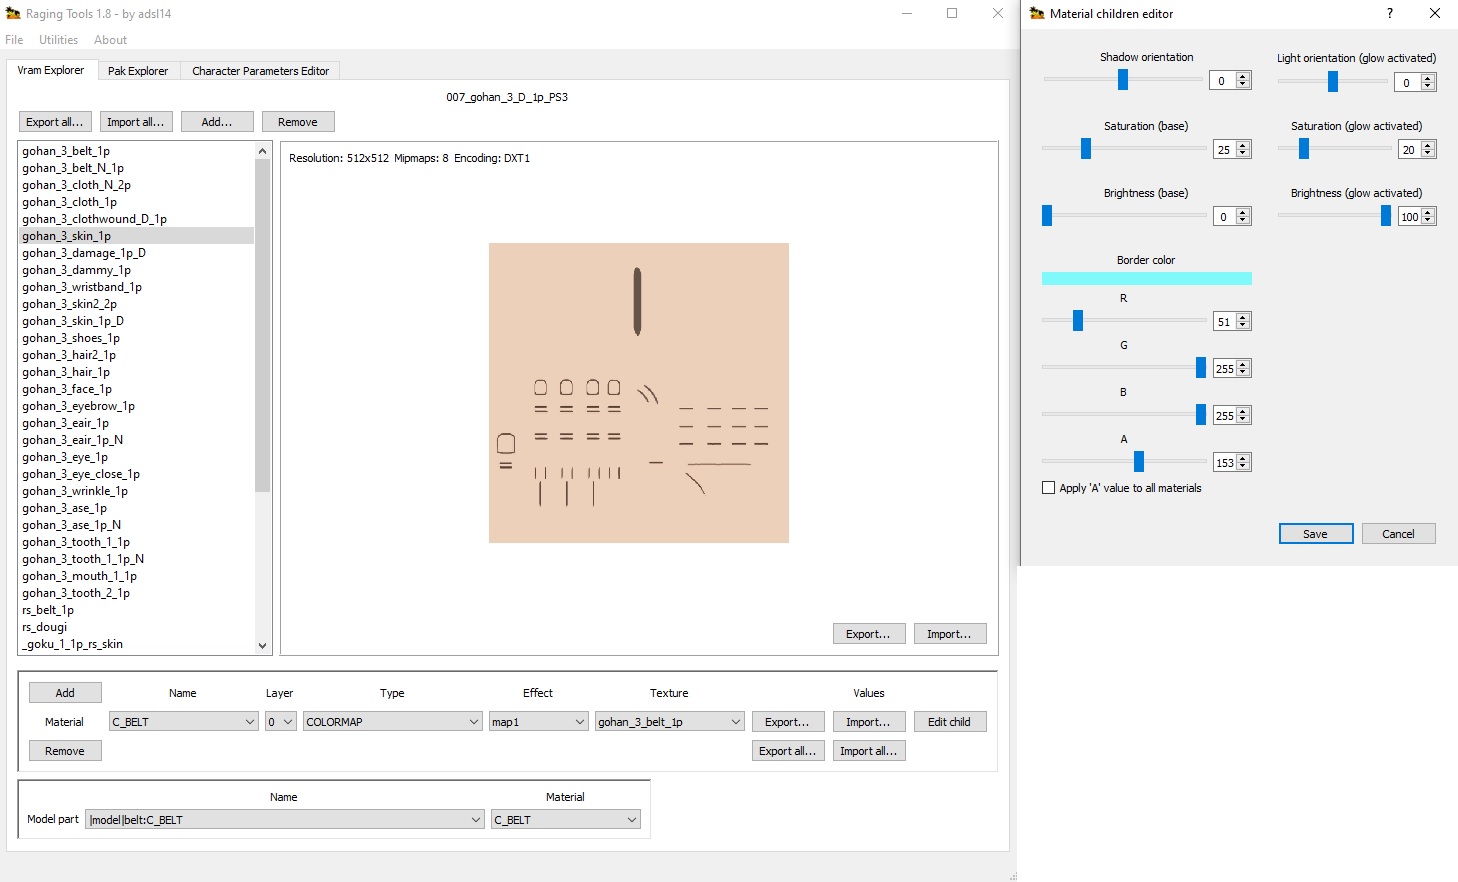 Raging Tools 1.8 - by adsl14
File Utilities About
Vram Explorer Pak Explorer Character Parameters Editor
007_gohan_3_D_1p_PS3
Export all... Import all... Add... Remove
gohan_3_belt_1p
gohan_3_belt_N_1p
gohan_3_cloth_N_2p
gohan_3_cloth_1p
gohan_3_clothwound_D_1p
gohan_3_skin_1p
gohan_3_damage_1p_D
gohan_3_dammy_1p
gohan_3_wristband_1p
gohan_3_skin2_2p
gohan_3_skin_1p_D
gohan_3_shoes_1p
gohan_3_hair2_1p
gohan_3_hair_1p
gohan_3_face_1p
gohan_3_eyebrow_1p
gohan_3_eair_1p
gohan_3_eair_1p_N
gohan_3_eye_1p
gohan_3_eye_close_1p
gohan_3_wrinkle_1p
gohan_3_ase_1p
gohan_3_ase_1p_N
gohan_3_tooth_1_1p
gohan_3_tooth_1_1p_N
gohan_3_mouth_1_1p
gohan_3_tooth_2_1p
rs_belt_1p
rs_dougi
_goku_1_1p_rs_skin
Resolution: 512x512 Mipmaps: 8 Encoding: DXT1
Export... Import...
Add Name Layer Type Effect Texture Values
Material C_BELT 0 COLORMAP map1 gohan_3_belt_1p Export... Import... Edit child
Remove Export all... Import all...
Name Material
Model part |model|belt:C_BELT C_BELT
Material children editor ?
Shadow orientation Light orientation (glow activated)
0 0
Saturation (base) Saturation (glow activated)
25 20
Brightness (base) Brightness (glow activated)
0 100
Border color
R
51
G
255
B
255
A
153
Apply 'A' value to all materials
Save Cancel